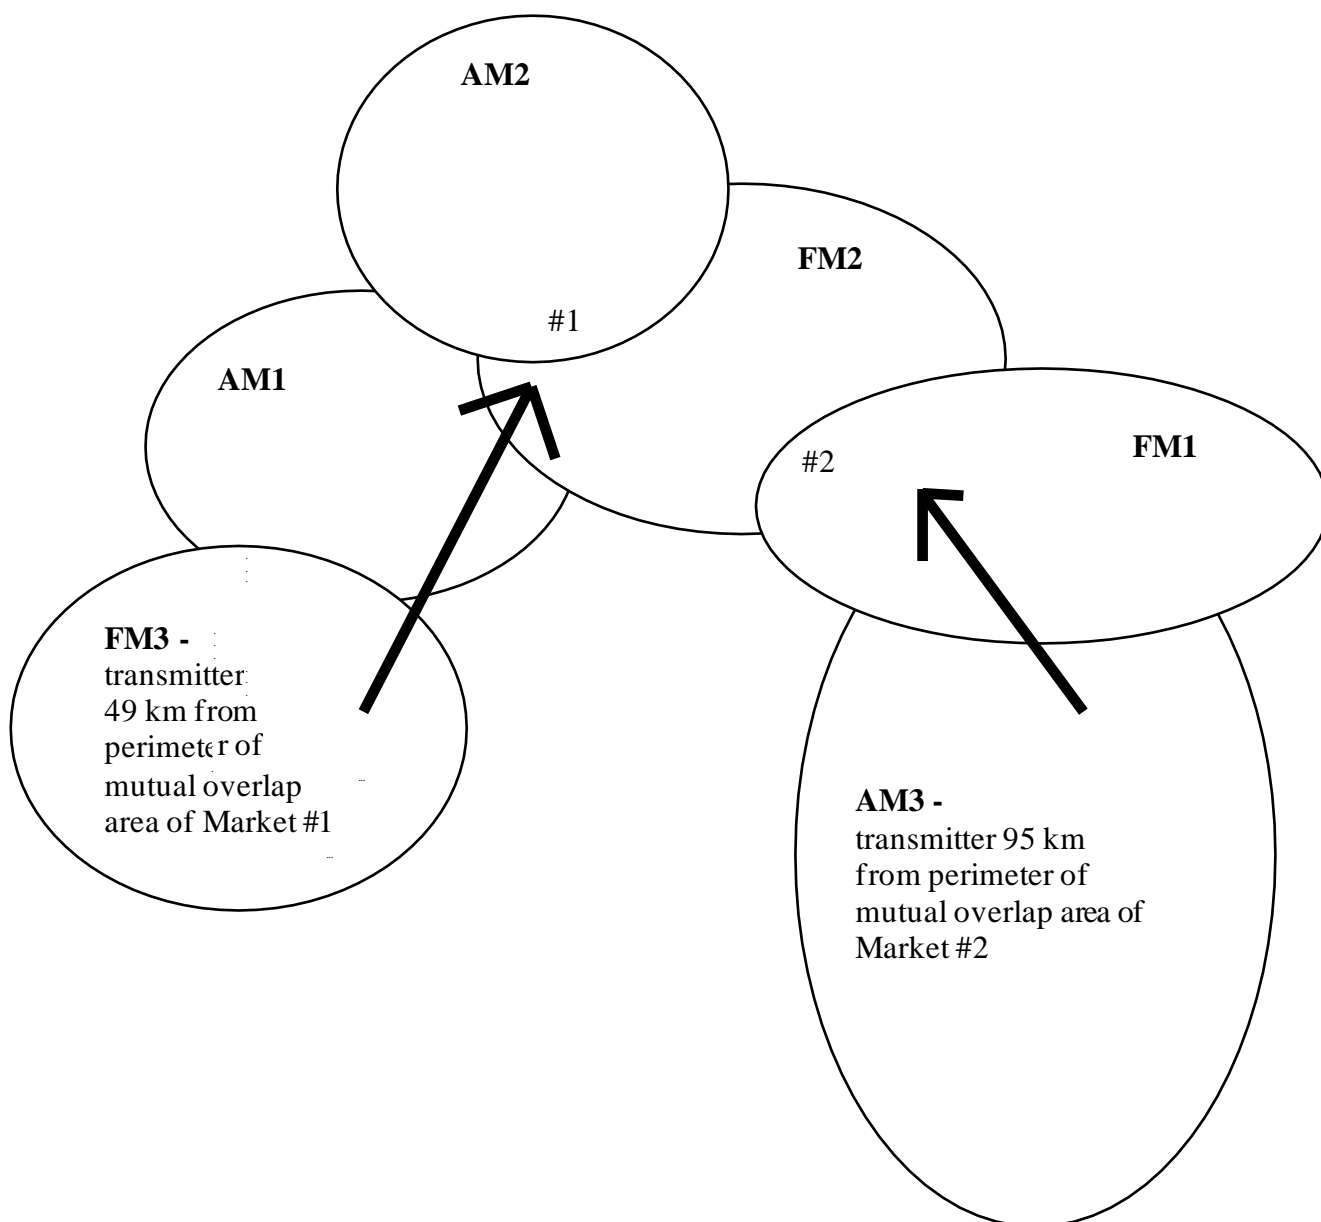 AM2
FM2
#1
AM1
FM1
#2
FM3 -
transmitter
49 km from
perimeter of
mutual overlap
area of Market #1
AM3 -
transmitter 95 km
from perimeter of
mutual overlap area of
Market #2